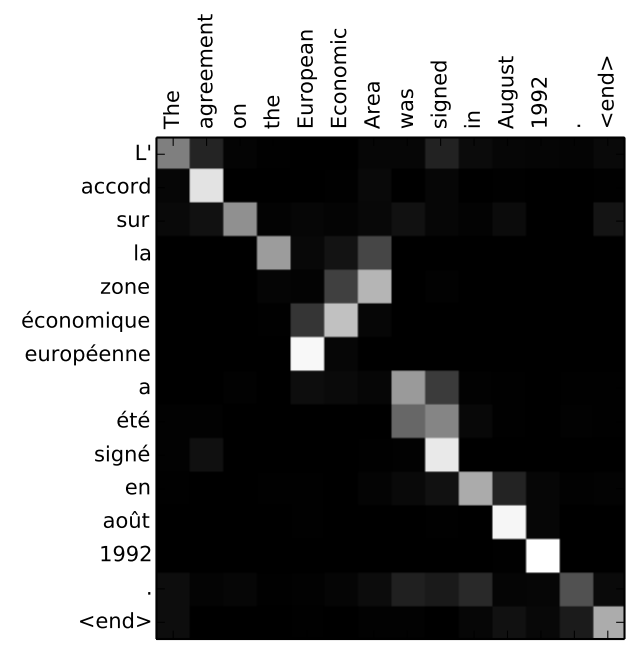 The agreement on the European Economic Area was signed in August 1992 . <end>
L'
accord
sur
la
zone
économique
européenne
a
été
signé
en
août
1992
.
<end>